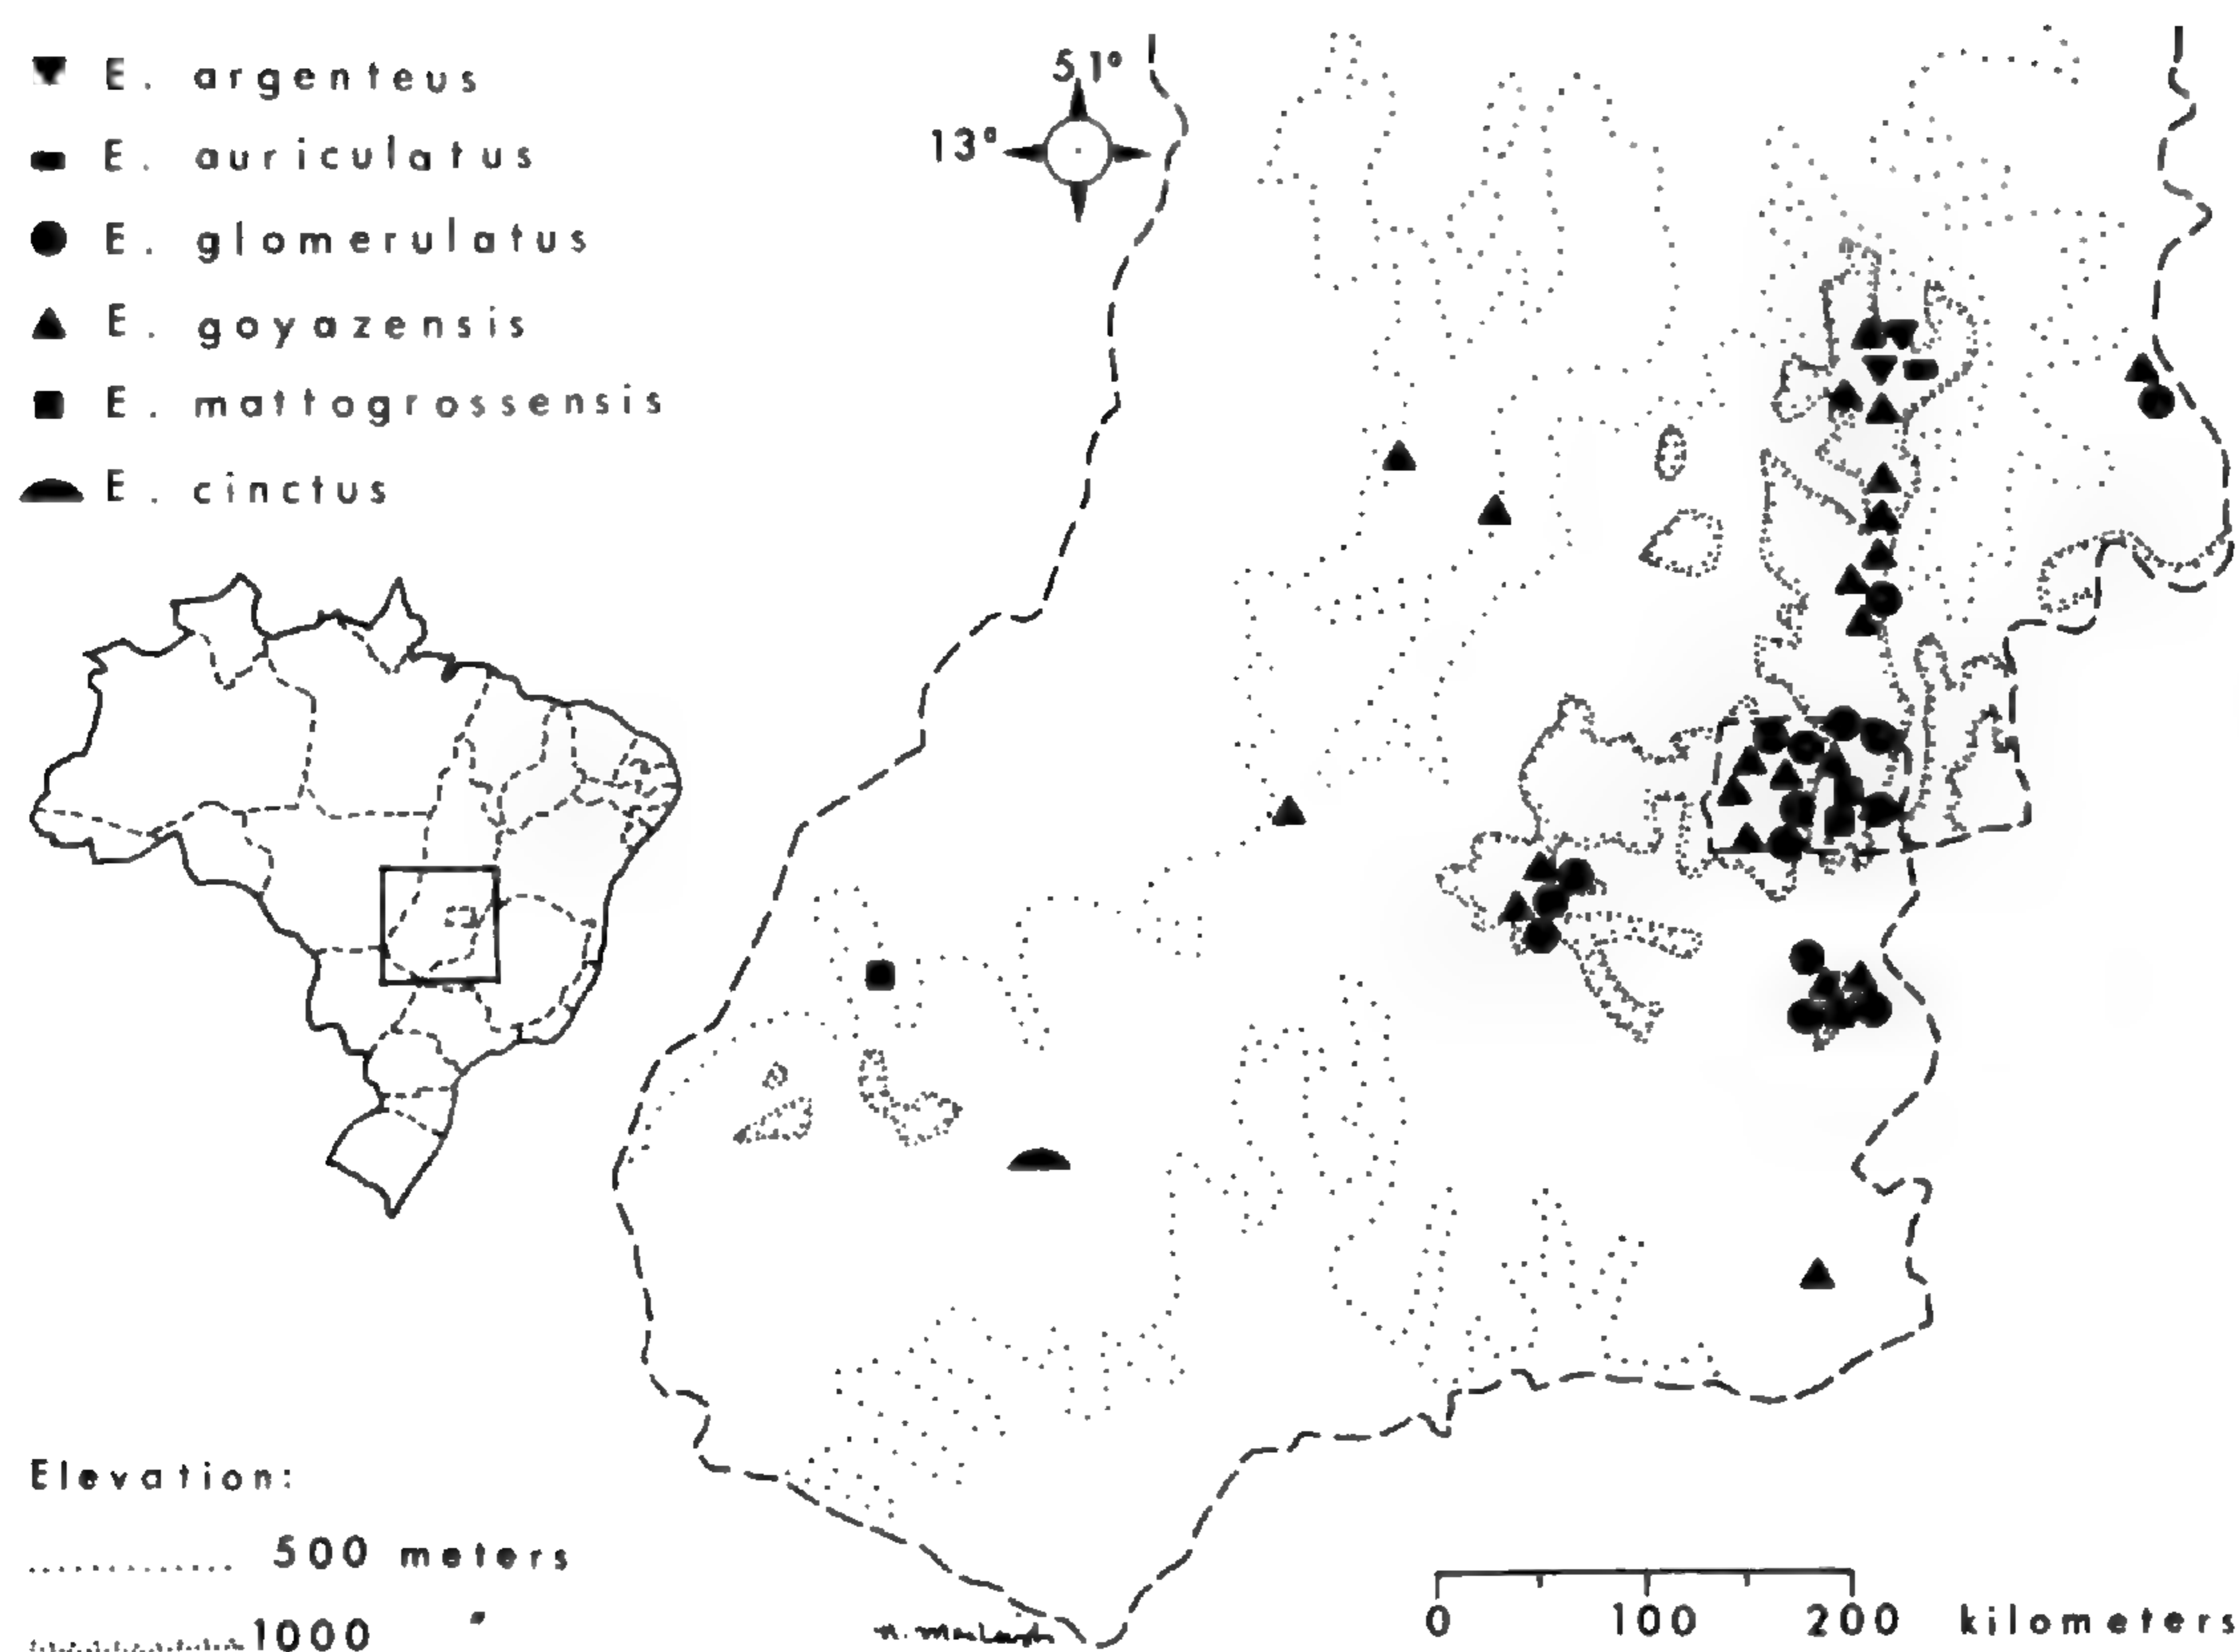 E. argenteus
E. auriculatus
E. glomerulatus
E. goyazensis
E. mattogrossensis
E. cinctus
51°
13°
Elevation:
500 meters
1000 "
0 100 200 kilometers